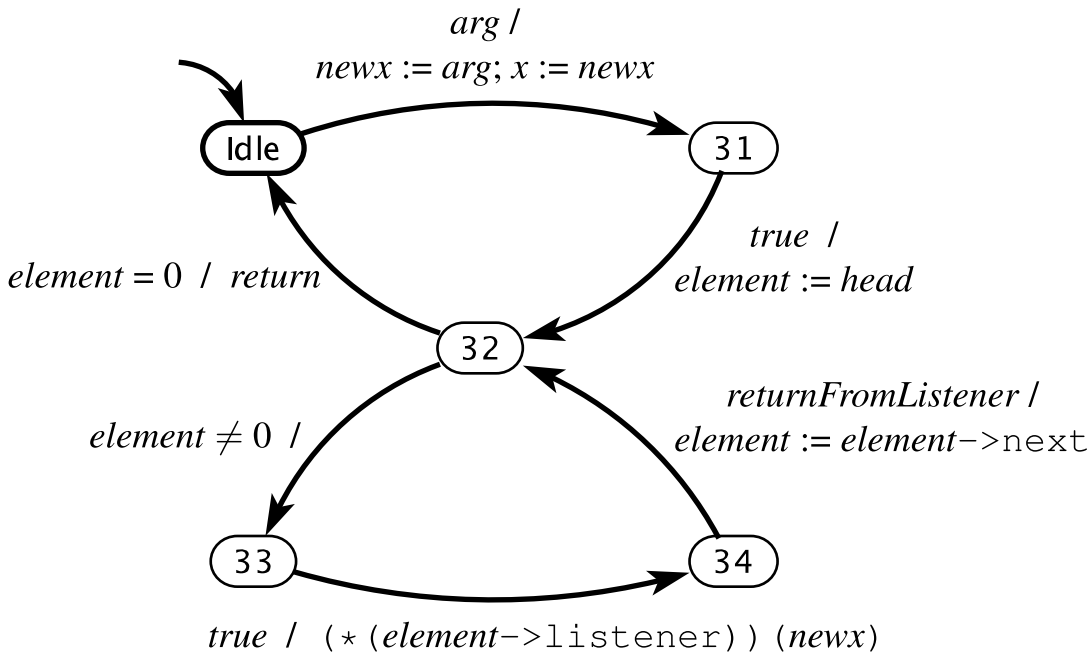 arg /
newx := arg; x := newx
Idle
31
true /
element := head
element = 0 / return
32
returnFromListener /
element := element->next
element ≠ 0 /
33
34
true / (*(element->listener))(newx)